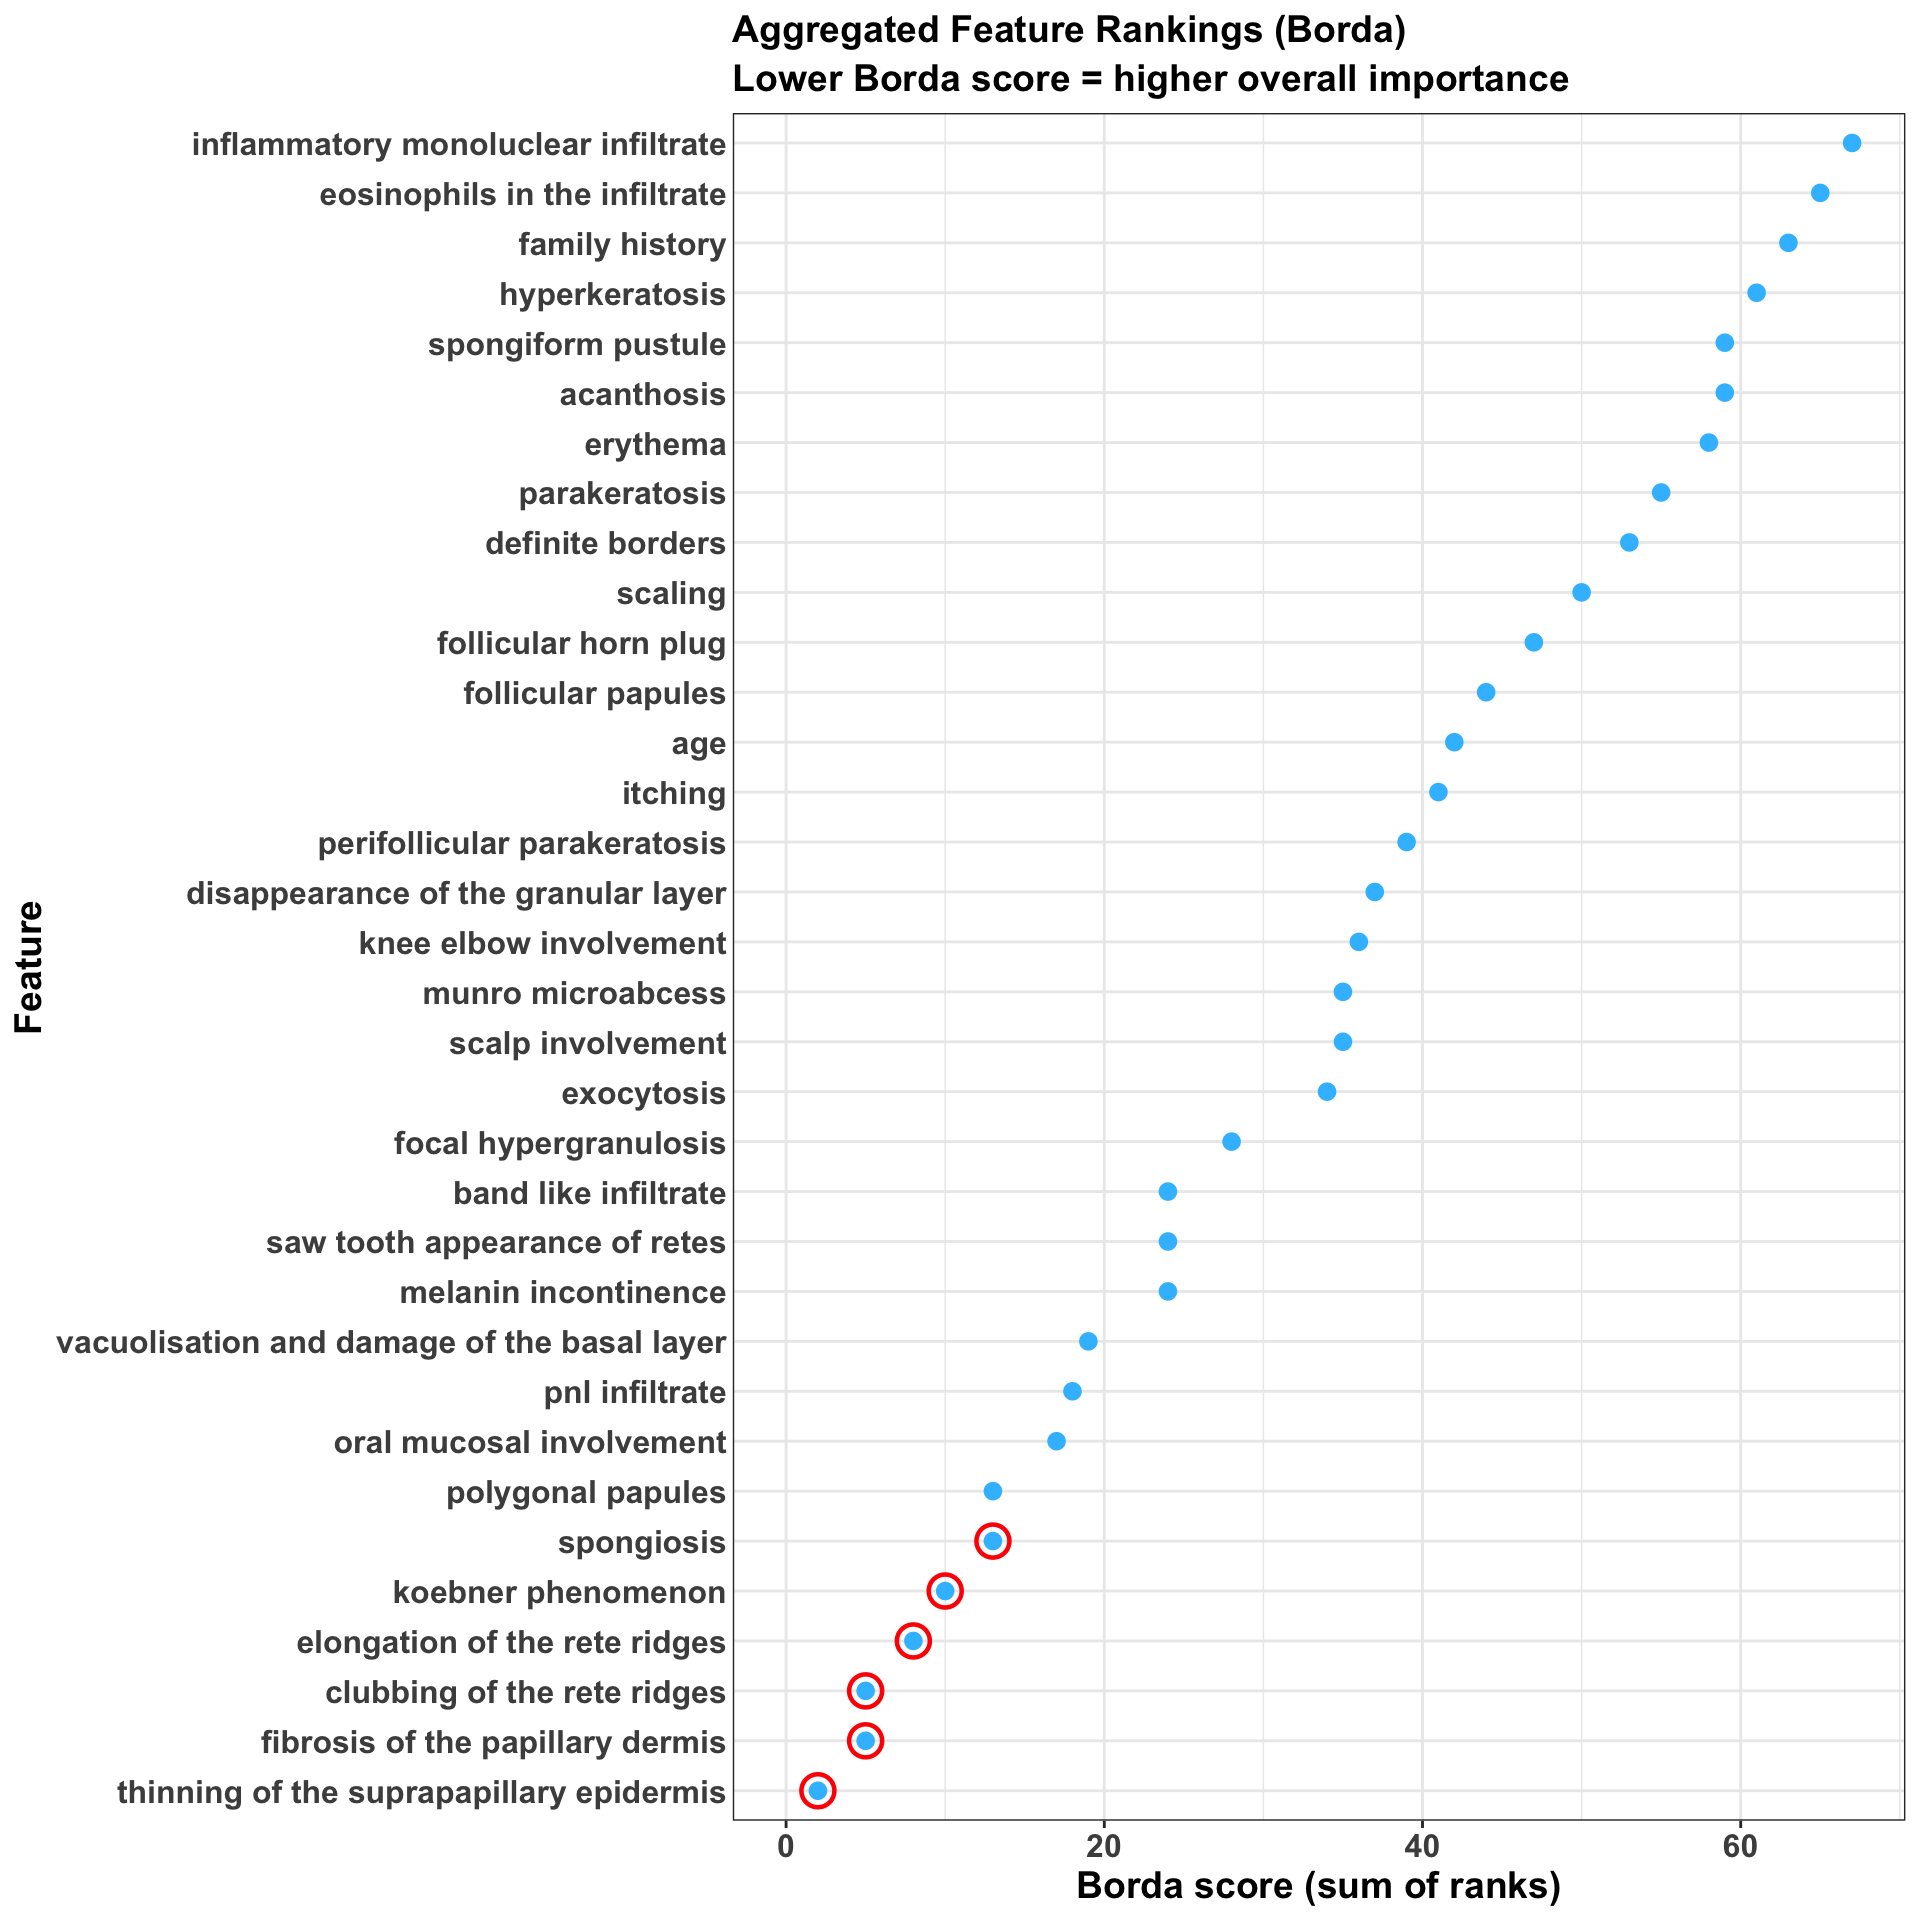 Aggregated Feature Rankings (Borda)
Lower Borda score = higher overall importance
inflammatory monoluclear infiltrate
eosinophils in the infiltrate
family history
hyperkeratosis
spongiform pustule
acanthosis
erythema
parakeratosis
definite borders
scaling
follicular horn plug
follicular papules
age
itching
perifollicular parakeratosis
disappearance of the granular layer
knee elbow involvement
munro microabcess
scalp involvement
exocytosis
focal hypergranulosis
band like infiltrate
saw tooth appearance of retes
melanin incontinence
vacuolisation and damage of the basal layer
pnl infiltrate
oral mucosal involvement
polygonal papules
spongiosis
koebner phenomenon
elongation of the rete ridges
clubbing of the rete ridges
fibrosis of the papillary dermis
thinning of the suprapapillary epidermis
Feature
0 20 40 60
Borda score (sum of ranks)